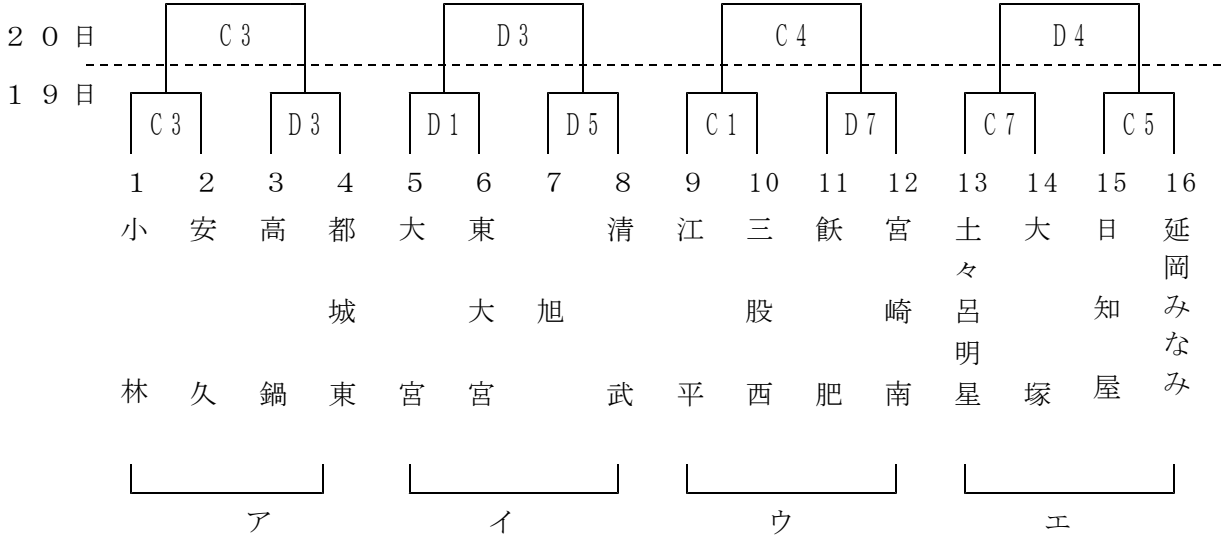 ２０日
C3 D3 C4 D4
１９日
C3 D3 D1 D5 C1 D7 C7 C5
1 2 3 4 5 6 7 8 9 10 11 12 13 14 15 16
小林
安久
高鍋
都城東
大宮
東大宮
旭
清武
江平
三股西
飫肥
宮崎南
土々呂明星
大塚
日知屋
延岡みなみ
ア イ ウ エ